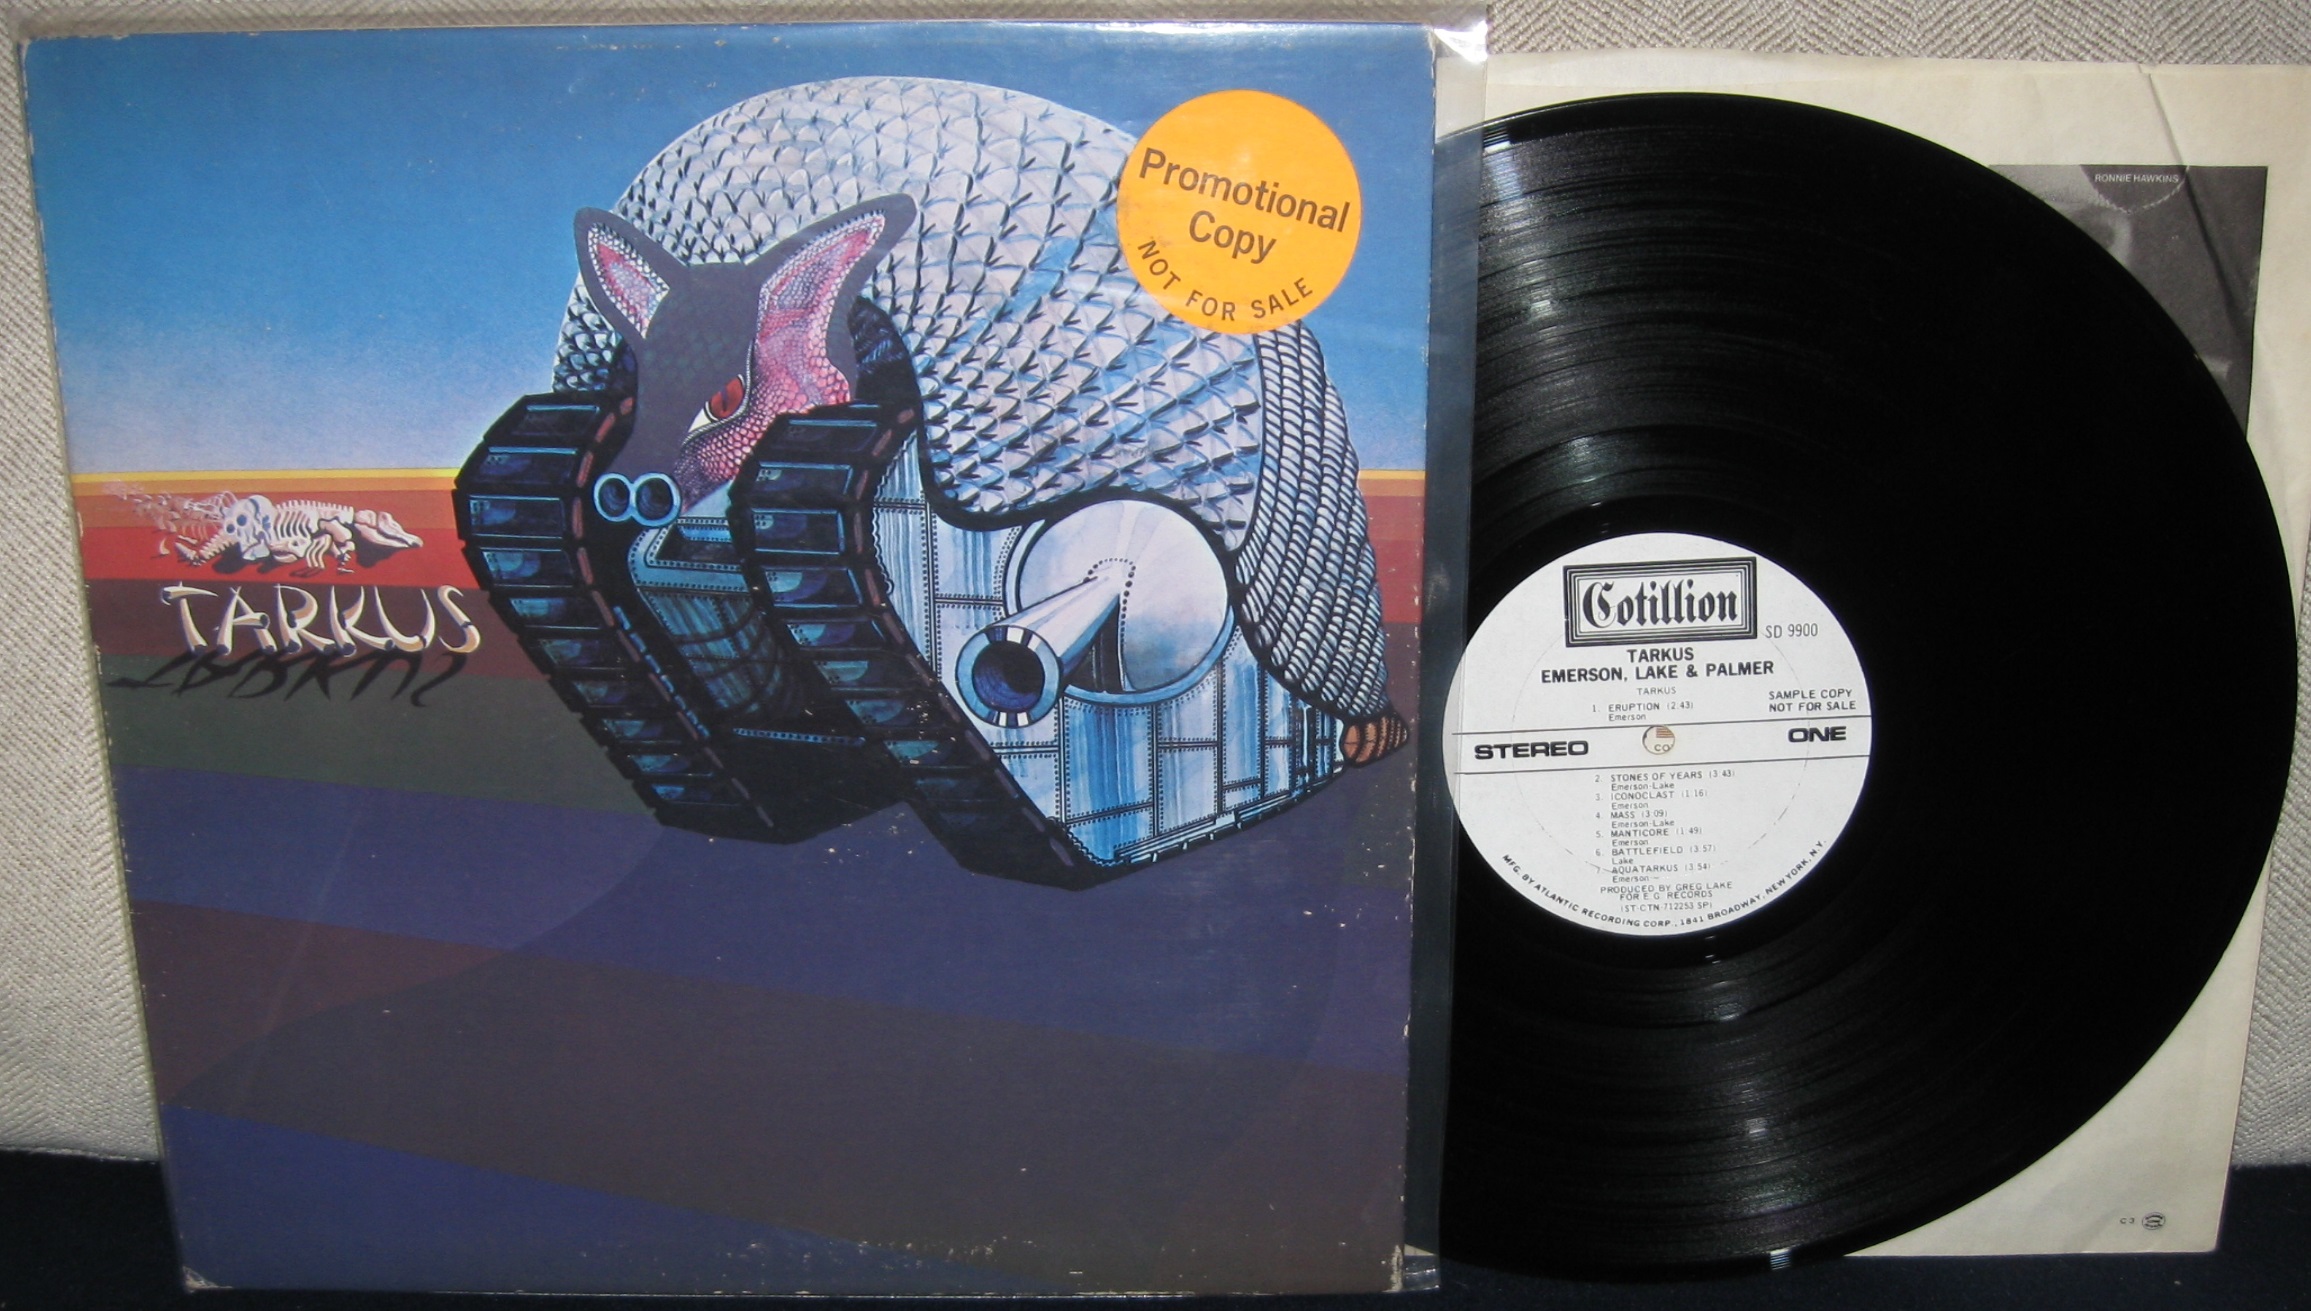 Promotional
Copy
NOT FOR SALE
TARKUS
RONNIE HAWKINS
Cotillion
SD 9900
TARKUS
EMERSON, LAKE & PALMER
TARKUS
1. ERUPTION (2:43)
Emerson
SAMPLE COPY
NOT FOR SALE
STEREO
ONE
CO
2. STONES OF YEARS (3:43)
Emerson-Lake
3. ICONOCLAST (1:16)
Emerson
4. MASS (3:09)
Emerson-Lake
5. MANTICORE (1:49)
Emerson
6. BATTLEFIELD (3:57)
Lake
7. AQUATARKUS (3:54)
Emerson
PRODUCED BY GREG LAKE
FOR E.G. RECORDS
(ST-CTN-712253 SP)
MFG. BY ATLANTIC RECORDING CORP., 1841 BROADWAY, NEW YORK, N.Y.
C3